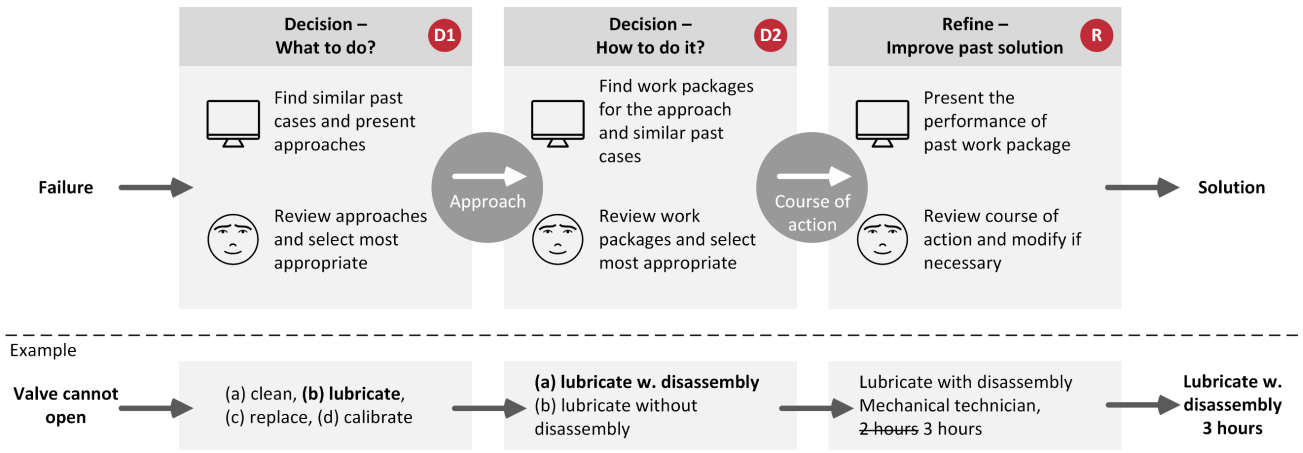 Decision –
What to do?
D1
Decision –
How to do it?
D2
Refine –
Improve past solution
R
Find similar past
cases and present
approaches
Find work packages
for the approach
and similar past
cases
Present the
performance of
past work package
Failure
Approach
Course of
action
Solution
Review approaches
and select most
appropriate
Review work
packages and select
most appropriate
Review course of
action and modify if
necessary
Example
Valve cannot
open
(a) clean, (b) lubricate,
(c) replace, (d) calibrate
(a) lubricate w. disassembly
(b) lubricate without
disassembly
Lubricate with disassembly
Mechanical technician,
2 hours 3 hours
Lubricate w.
disassembly
3 hours